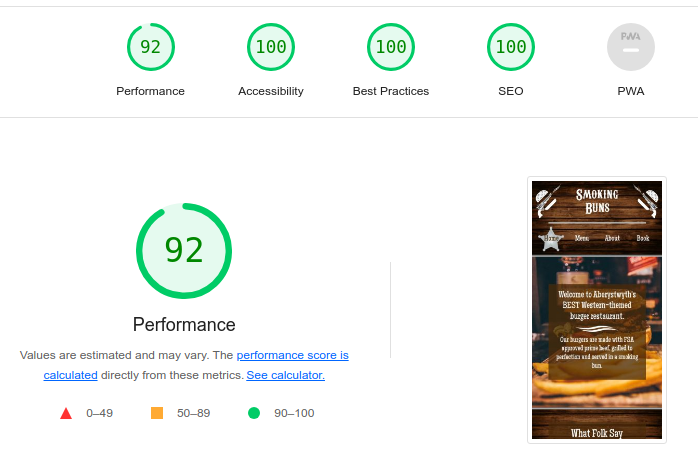 92
100
100
100
PWA
Performance
Accessibility
Best Practices
SEO
PWA
92
Performance
Values are estimated and may vary. The performance score is
calculated directly from these metrics. See calculator.
0–49
50–89
90–100
Smoking
Buns
Home
Menu
About
Book
Welcome to Aberystwyth's
BEST Western-themed
burger restaurant.
Our burgers are made with FSA
approved prime beef, grilled to
perfection and served in a smoking
bun.
What Folk Say